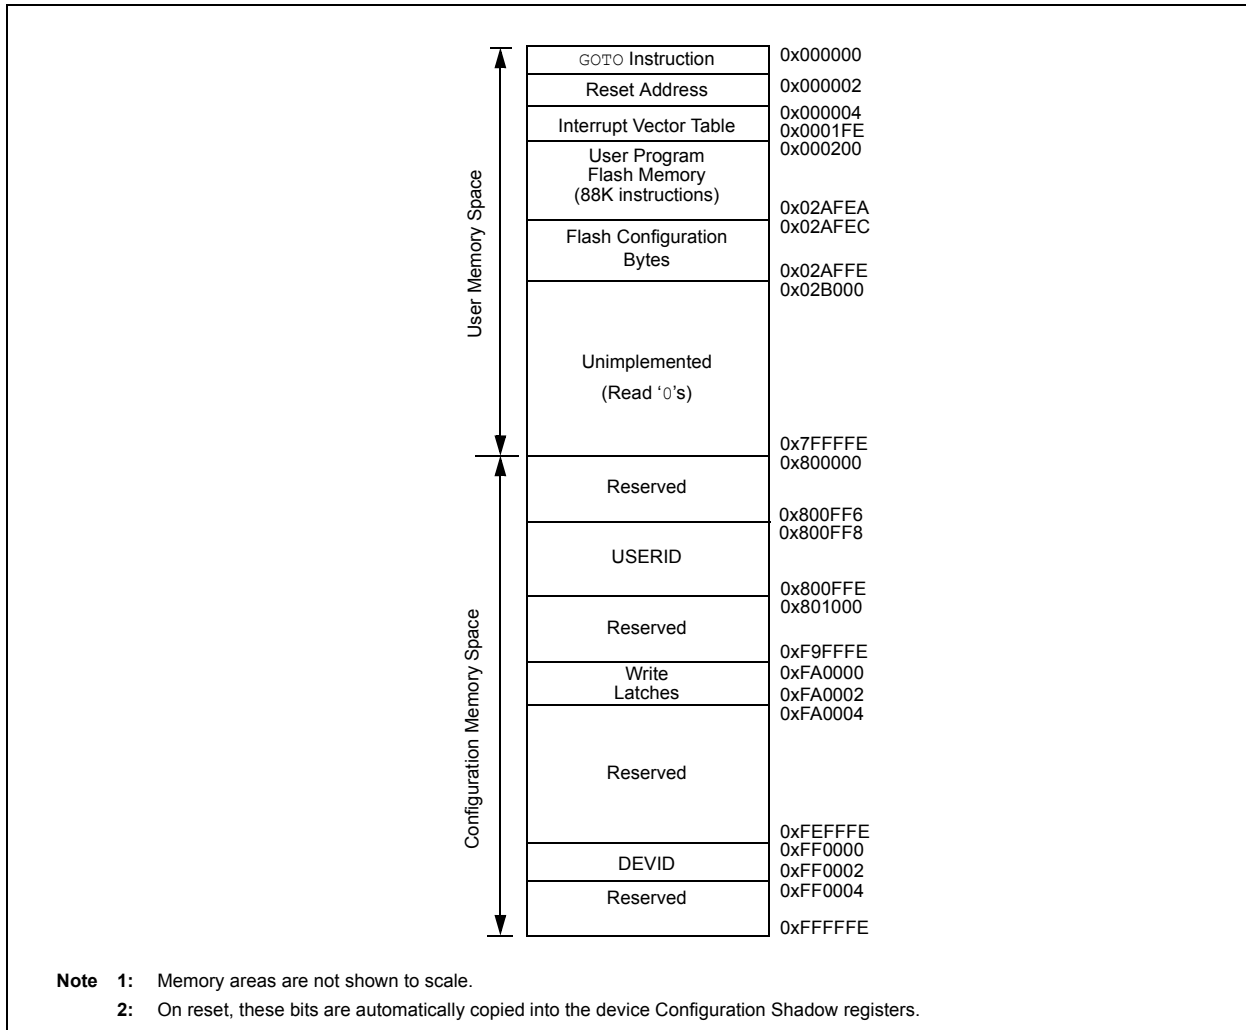 GOTO Instruction 0x000000
Reset Address 0x000002
0x000004
Interrupt Vector Table 0x0001FE
0x000200
User Program
Flash Memory
(88K instructions)
0x02AFEA
0x02AFEC
Flash Configuration
Bytes
0x02AFFE
0x02B000
User Memory Space
Unimplemented
(Read ‘0’s)
0x7FFFFE
0x800000
Reserved
0x800FF6
0x800FF8
USERID
0x800FFE
0x801000
Reserved
0xF9FFFE
Write 0xFA0000
Latches 0xFA0002
0xFA0004
Configuration Memory Space
Reserved
0xFEFFFE
0xFF0000
DEVID
0xFF0002
0xFF0004
Reserved
0xFFFFFE
Note 1: Memory areas are not shown to scale.
2: On reset, these bits are automatically copied into the device Configuration Shadow registers.